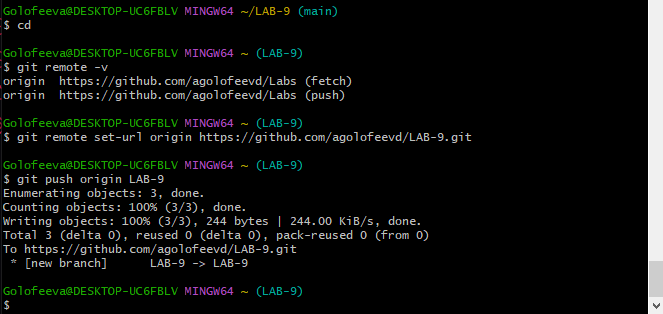 Golofeeva@DESKTOP-UC6FBLV MINGW64 ~/LAB-9 (main)
$ cd

Golofeeva@DESKTOP-UC6FBLV MINGW64 ~ (LAB-9)
$ git remote -v
origin  https://github.com/agolofeevd/Labs (fetch)
origin  https://github.com/agolofeevd/Labs (push)

Golofeeva@DESKTOP-UC6FBLV MINGW64 ~ (LAB-9)
$ git remote set-url origin https://github.com/agolofeevd/LAB-9.git

Golofeeva@DESKTOP-UC6FBLV MINGW64 ~ (LAB-9)
$ git push origin LAB-9
Enumerating objects: 3, done.
Counting objects: 100% (3/3), done.
Writing objects: 100% (3/3), 244 bytes | 244.00 KiB/s, done.
Total 3 (delta 0), reused 0 (delta 0), pack-reused 0 (from 0)
To https://github.com/agolofeevd/LAB-9.git
 * [new branch]      LAB-9 -> LAB-9

Golofeeva@DESKTOP-UC6FBLV MINGW64 ~ (LAB-9)
$